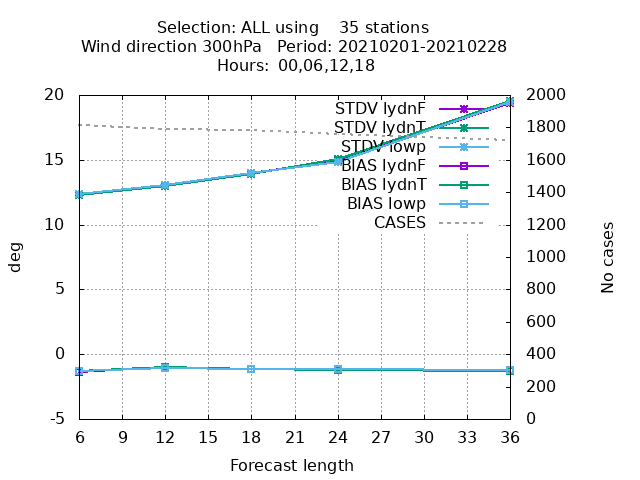 Selection: ALL using    35 stations
Wind direction 300hPa   Period: 20210201-20210228
Hours:  00,06,12,18
20
15
10
5
0
-5
deg
STDV lydnF
STDV lydnT
STDV lowp
BIAS lydnF
BIAS lydnT
BIAS lowp
CASES
2000
1800
1600
1400
1200
1000
800
600
400
200
0
No cases
6 9 12 15 18 21 24 27 30 33 36
Forecast length